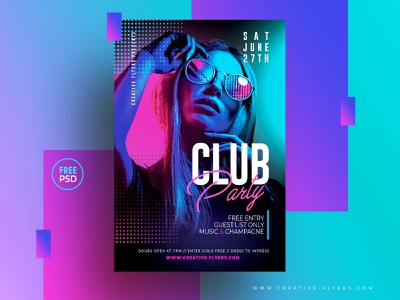 CREATIVE FLYERS PRESENTS
SAT
JUNE
27TH
FREE
PSD
CLUB
Party
FREE ENTRY
GUEST LIST ONLY
MUSIC & CHAMPAGNE
DOORS OPEN AT 11PM // ENTER GIRLS FREE // DRESS TO IMPRESS
WWW.CREATIVE-FLYERS.COM
WWW.CREATIVE-FLYERS.COM